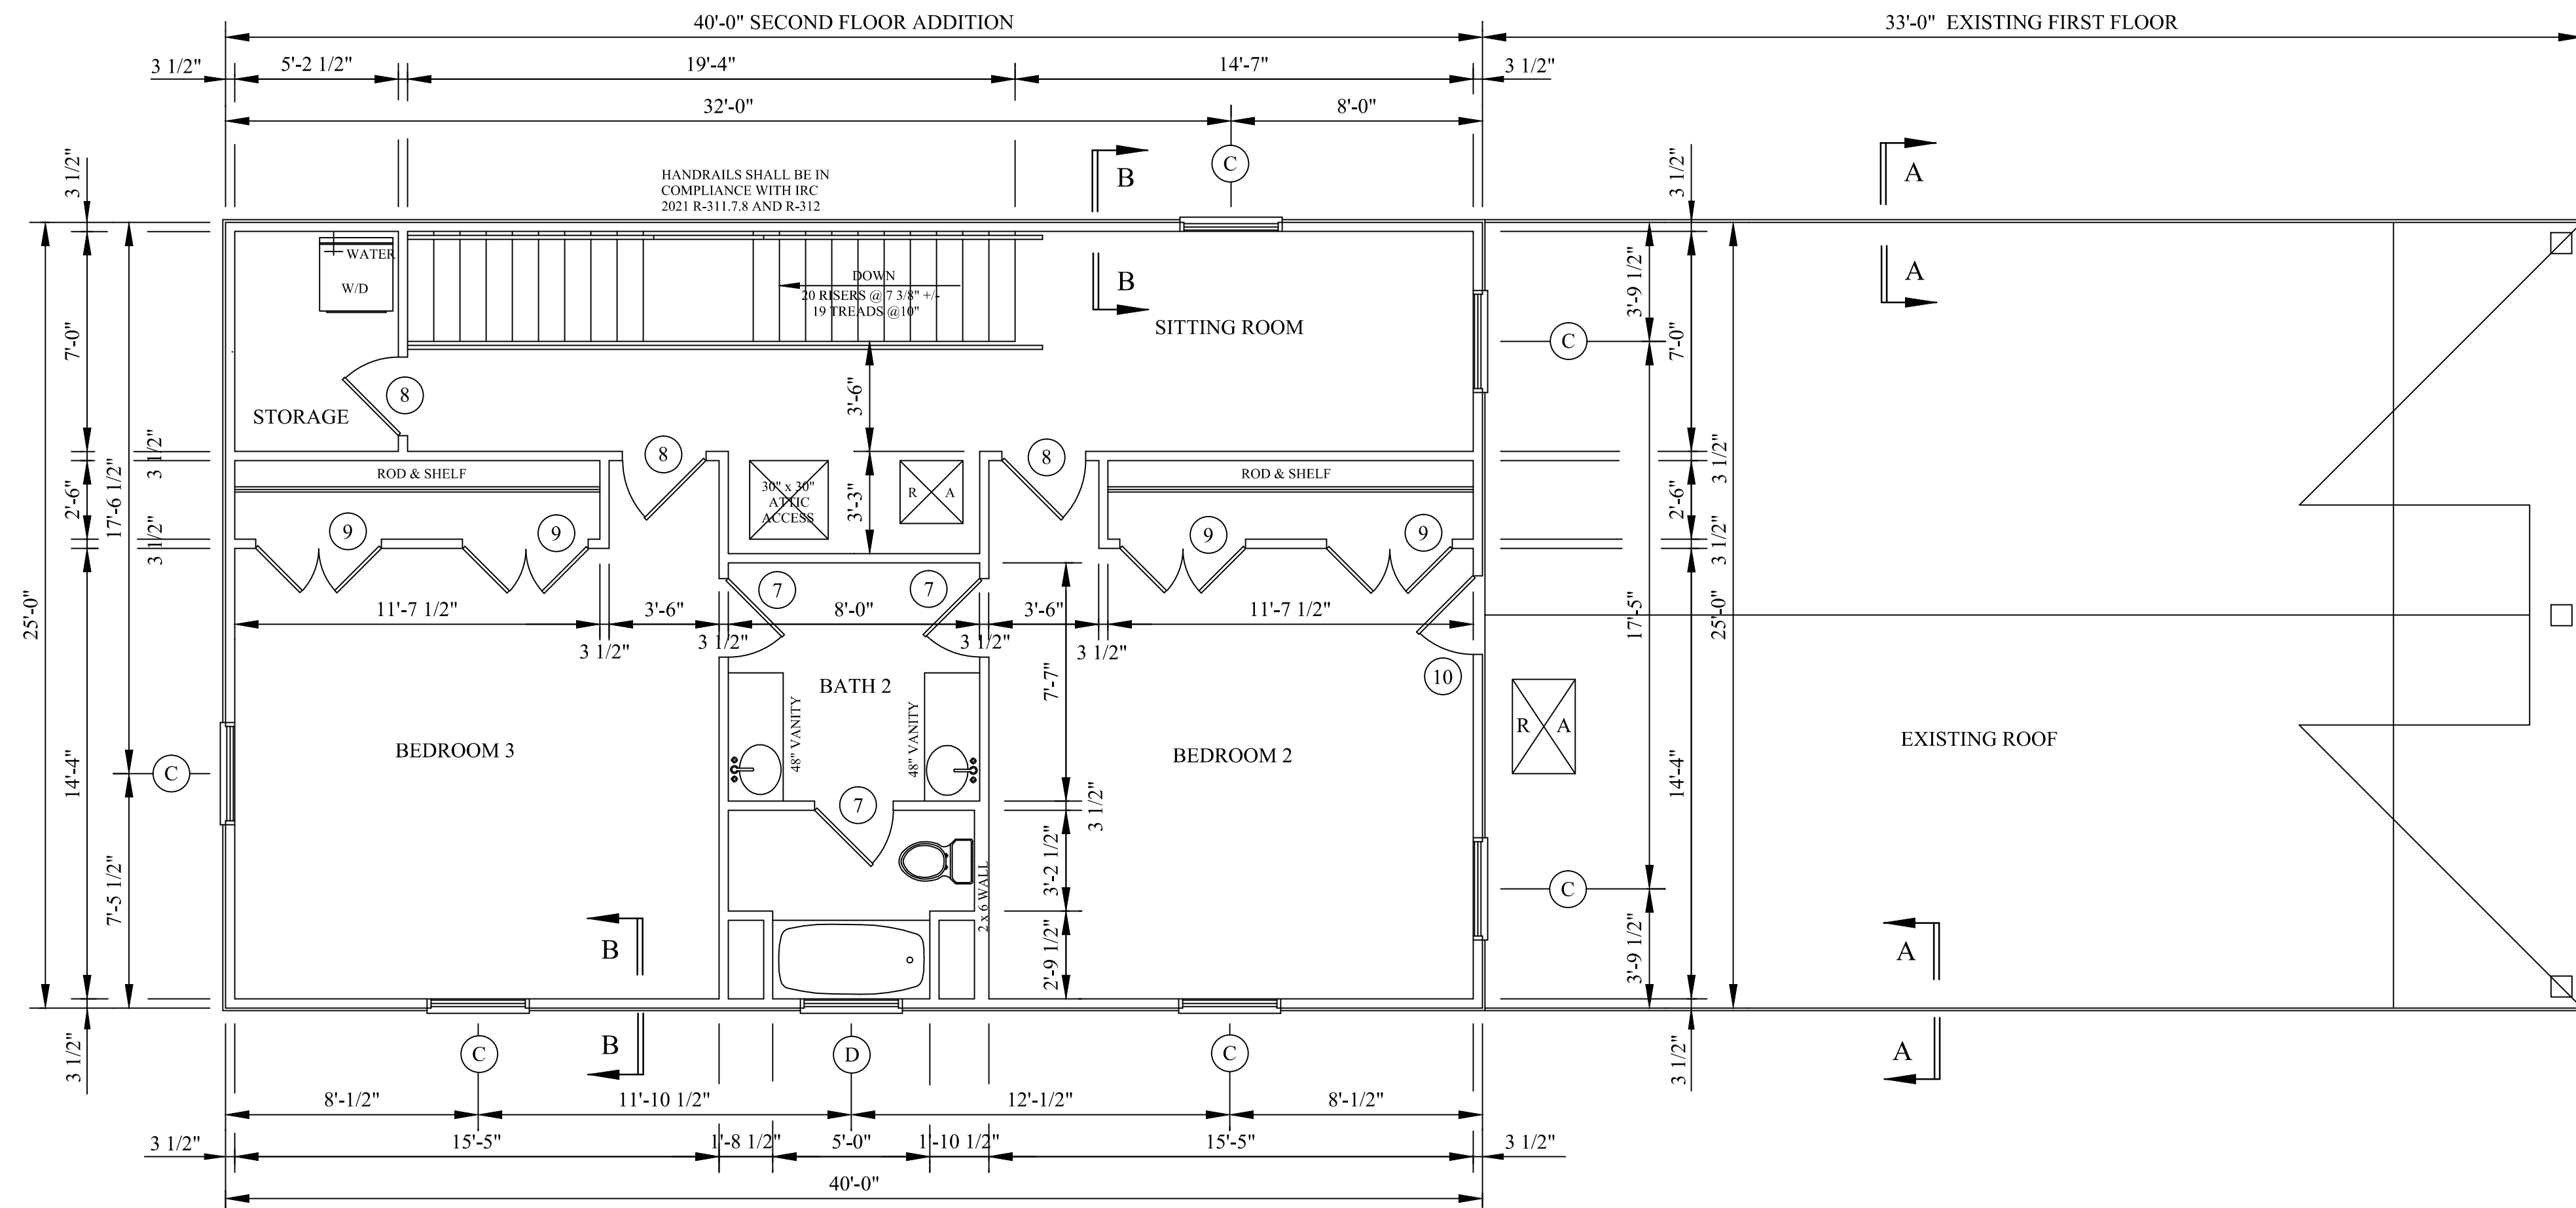 40'-0" SECOND FLOOR ADDITION
33'-0" EXISTING FIRST FLOOR
3 1/2"
5'-2 1/2"
19'-4"
14'-7"
3 1/2"
32'-0"
8'-0"
3 1/2"
HANDRAILS SHALL BE IN
COMPLIANCE WITH IRC
2021 R-311.7.8 AND R-312
B
C
3 1/2"
A
WATER
W/D
DOWN
20 RISERS @ 7 3/8" +/-
19 TREADS @10"
B
SITTING ROOM
3'-9 1/2"
A
7'-0"
C
7'-0"
8
3'-6"
STORAGE
3 1/2"
8
8
3 1/2"
ROD & SHELF
ROD & SHELF
2'-6"
17'-6 1/2"
30" x 30"
ATTIC
ACCESS
R A
3'-3"
2'-6"
3 1/2"
9
9
9
9
3 1/2"
25'-0"
7
7
11'-7 1/2"
3'-6"
8'-0"
3'-6"
11'-7 1/2"
17'-5"
25'-0"
3 1/2"
3 1/2"
3 1/2"
3 1/2"
7'-7"
10
BATH 2
48" VANITY
48" VANITY
R A
BEDROOM 3
BEDROOM 2
EXISTING ROOF
14'-4"
C
14'-4"
7
3 1/2"
7'-5 1/2"
3'-2 1/2"
2 x 6 WALL
C
B
2'-9 1/2"
3'-9 1/2"
A
3 1/2"
B
C
D
C
3 1/2"
A
8'-1/2"
11'-10 1/2"
12'-1/2"
8'-1/2"
3 1/2"
15'-5"
1'-8 1/2"
5'-0"
1'-10 1/2"
15'-5"
3 1/2"
40'-0"